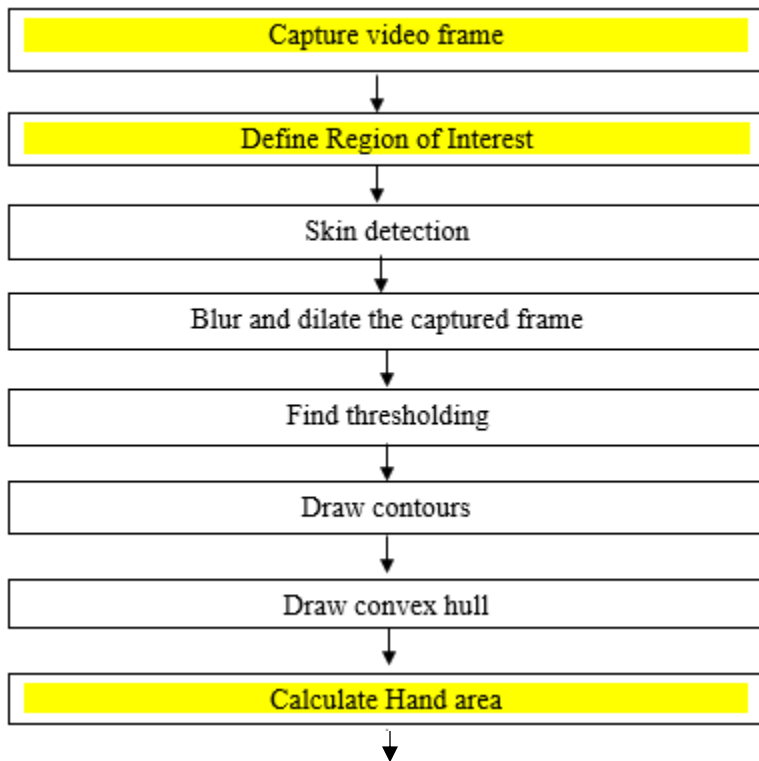 Capture video frame
Define Region of Interest
Skin detection
Blur and dilate the captured frame
Find thresholding
Draw contours
Draw convex hull
Calculate Hand area